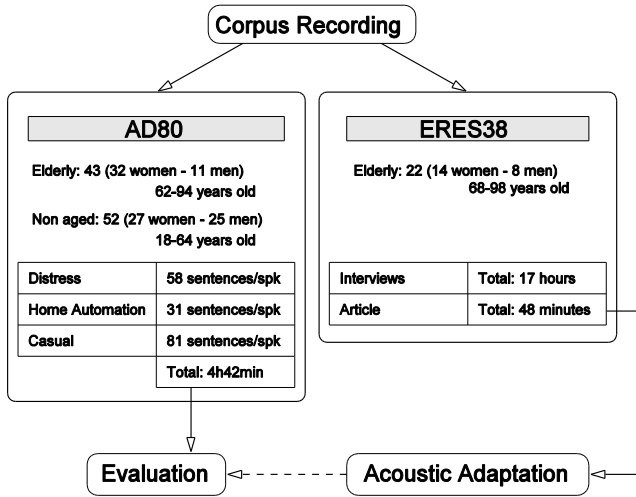 Corpus Recording
AD80
Elderly: 43 (32 women - 11 men)
62-94 years old
Non aged: 52 (27 women - 25 men)
18-64 years old
Distress 58 sentences/spk
Home Automation 31 sentences/spk
Casual 81 sentences/spk
Total: 4h42min
ERES38
Elderly: 22 (14 women - 8 men)
68-98 years old
Interviews Total: 17 hours
Article Total: 48 minutes
Evaluation
Acoustic Adaptation